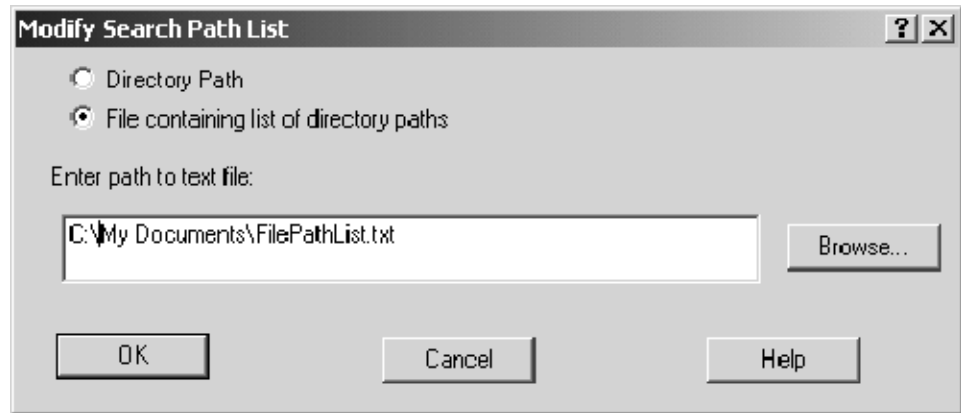 Modify Search Path List
Directory Path
File containing list of directory paths
Enter path to text file:
C:\My Documents\FilePathList.txt
Browse...
OK
Cancel
Help